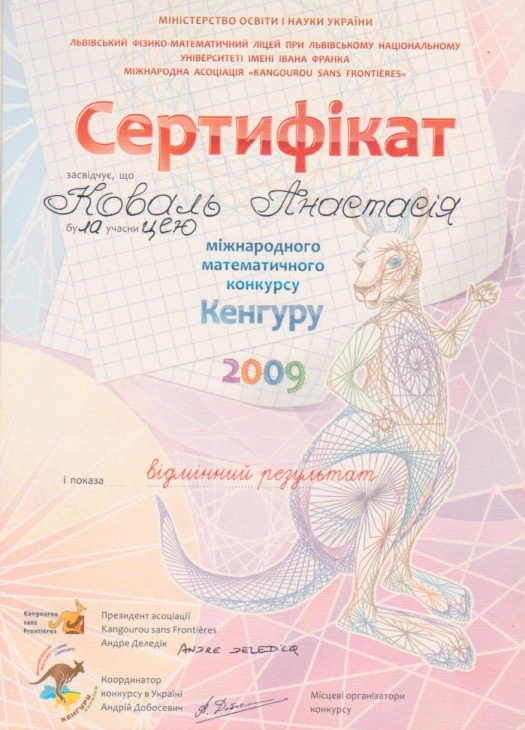 МІНІСТЕРСТВО ОСВІТИ І НАУКИ УКРАЇНИ
ЛЬВІВСЬКИЙ ФІЗИКО-МАТЕМАТИЧНИЙ ЛІЦЕЙ ПРИ ЛЬВІВСЬКОМУ НАЦІОНАЛЬНОМУ
УНІВЕРСИТЕТІ ІМЕНІ ІВАНА ФРАНКА
МІЖНАРОДНА АСОЦІАЦІЯ «KANGOUROU SANS FRONTIÈRES»
Сертифікат
засвідчує, що
Коваль Анастасія
була учасницею
міжнародного
математичного
конкурсу
Кенгуру
2009
і показа відмінний результат
Kangourou
sans
Frontières
Президент асоціації
Kangourou sans Frontières
Андре Деледік ANDRE DELEDICQ
КЕНГУРУ
Координатор
конкурсу в Україні
Андрій Добосевич
Місцеві організатори
конкурсу